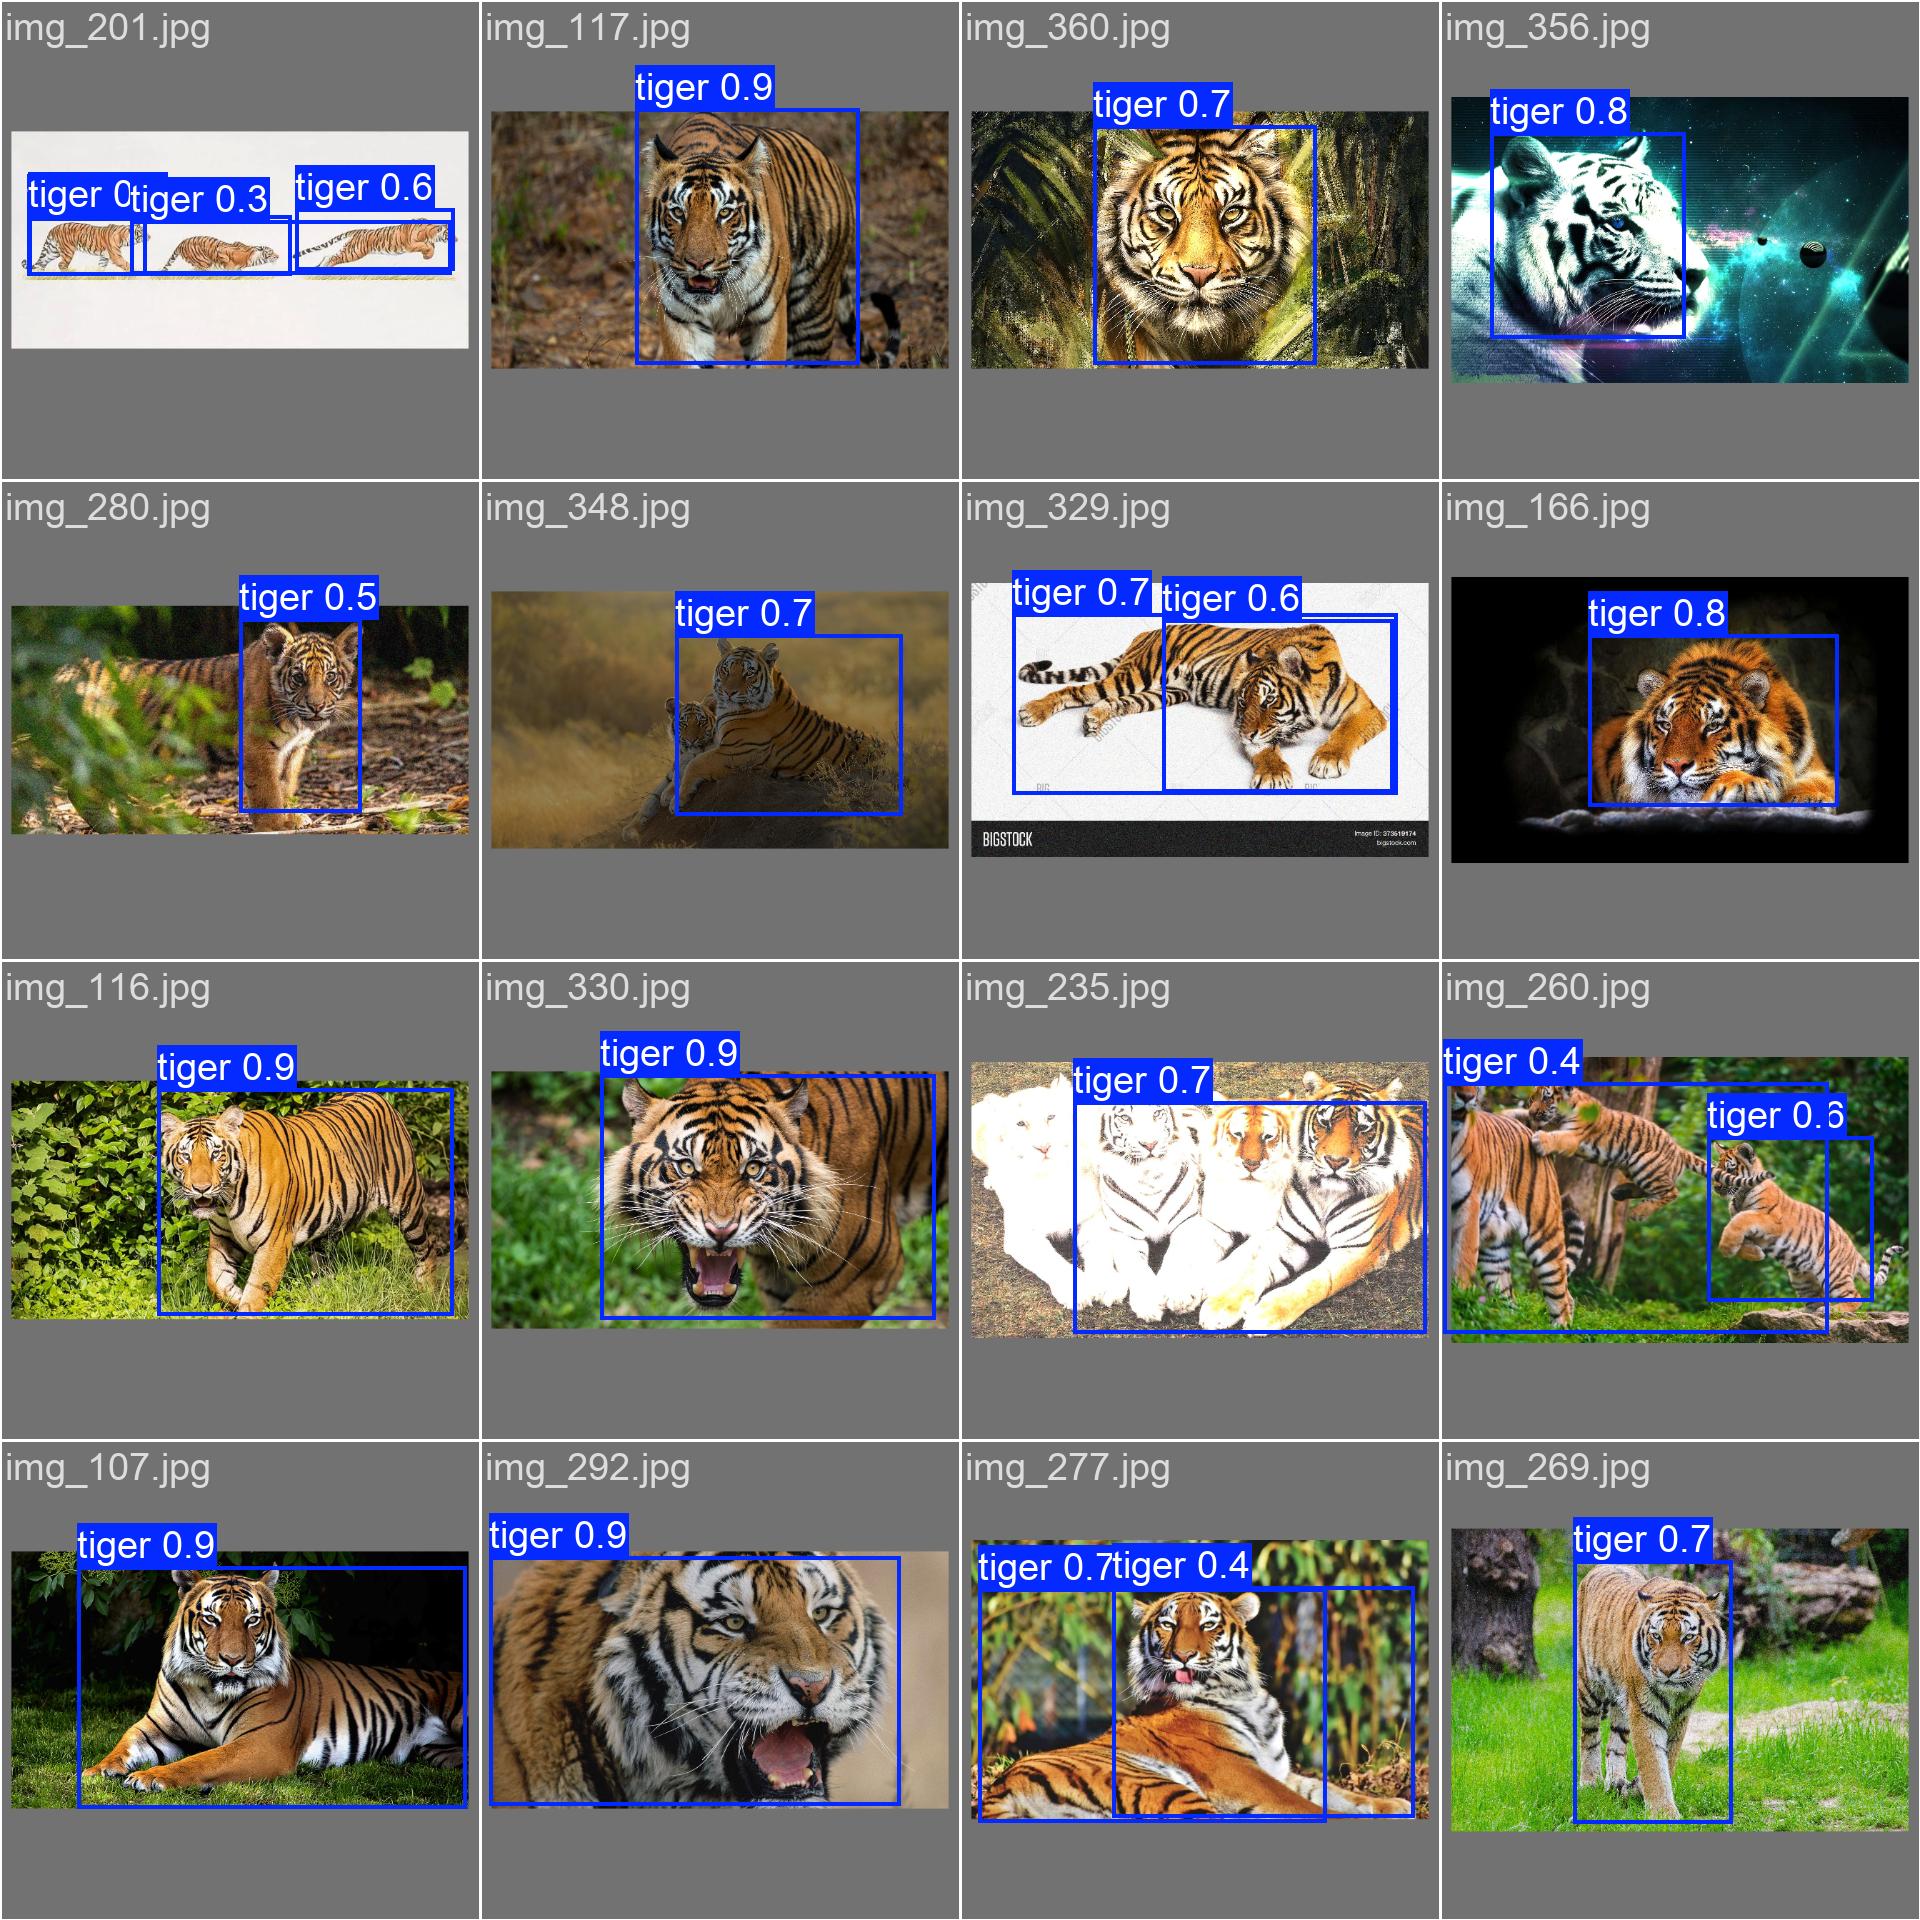 img_201.jpg
img_117.jpg
img_360.jpg
img_356.jpg
tiger 0
tiger 0.3
tiger 0.6
tiger 0.9
tiger 0.7
tiger 0.8
img_280.jpg
img_348.jpg
img_329.jpg
img_166.jpg
tiger 0.5
tiger 0.7
tiger 0.7
tiger 0.6
BIGSTOCK
Image ID: 373619174
bigstock.com
tiger 0.8
img_116.jpg
img_330.jpg
img_235.jpg
img_260.jpg
tiger 0.9
tiger 0.9
tiger 0.7
tiger 0.4
tiger 0.6
img_107.jpg
img_292.jpg
img_277.jpg
img_269.jpg
tiger 0.9
tiger 0.9
tiger 0.7
tiger 0.4
tiger 0.7